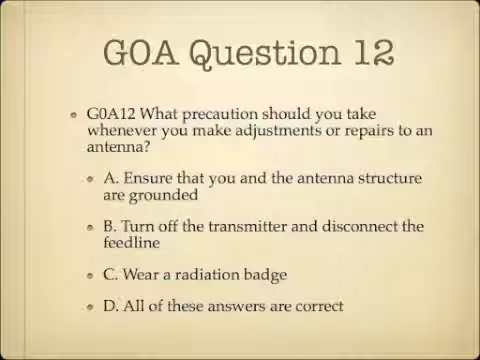 G0A Question 12
G0A12 What precaution should you take
whenever you make adjustments or repairs to an
antenna?
A. Ensure that you and the antenna structure
are grounded
B. Turn off the transmitter and disconnect the
feedline
C. Wear a radiation badge
D. All of these answers are correct